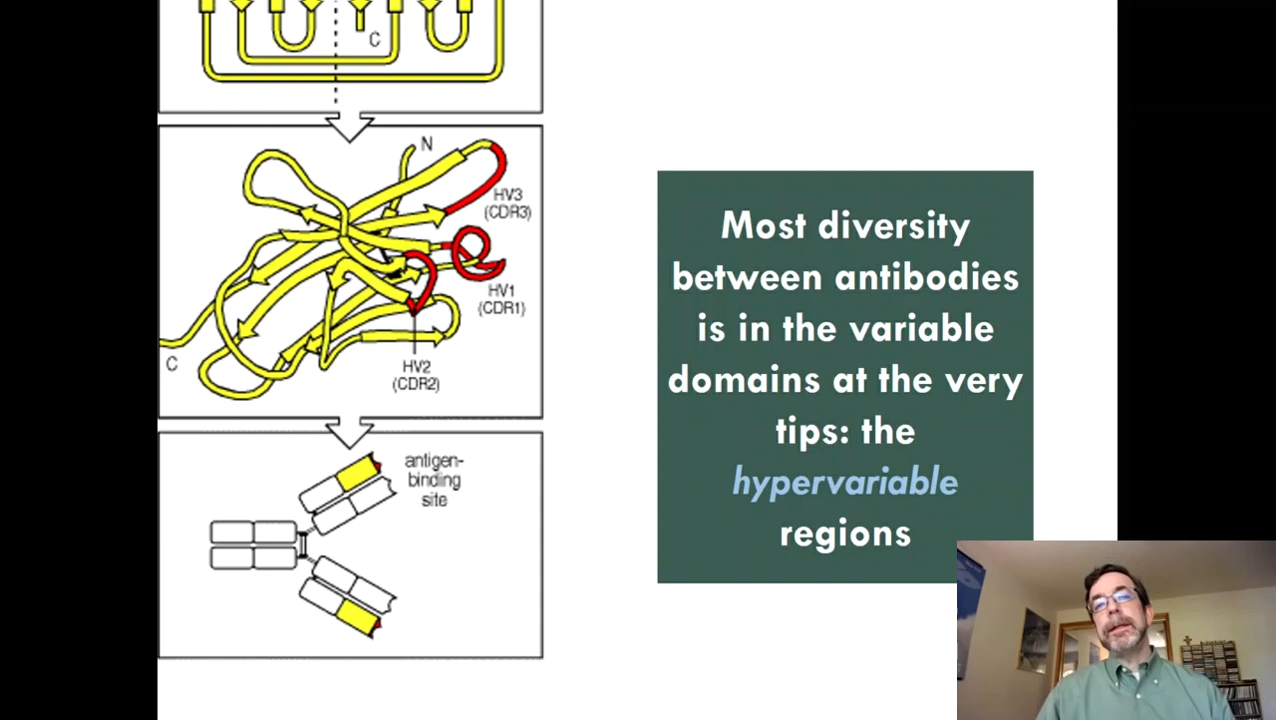 C
N
HV3
(CDR3)
HV1
(CDR1)
C
HV2
(CDR2)
antigen-
binding
site
Most diversity
between antibodies
is in the variable
domains at the very
tips: the
hypervariable
regions